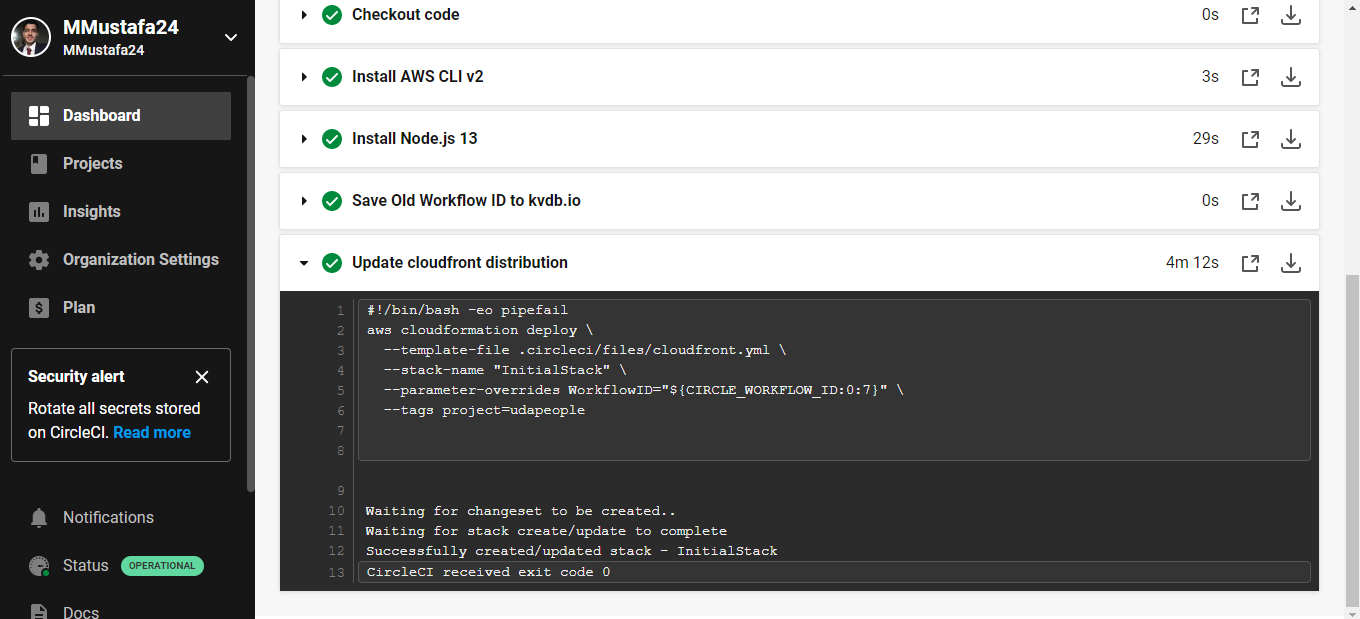 MMustafa24
MMustafa24
Dashboard
Projects
Insights
Organization Settings
Plan
Security alert
Rotate all secrets stored
on CircleCI. Read more
Notifications
Status OPERATIONAL
Docs
Checkout code 0s
Install AWS CLI v2 3s
Install Node.js 13 29s
Save Old Workflow ID to kvdb.io 0s
Update cloudfront distribution 4m 12s
1 #!/bin/bash -eo pipefail
2 aws cloudformation deploy \
3 --template-file .circleci/files/cloudfront.yml \
4 --stack-name "InitialStack" \
5 --parameter-overrides WorkflowID="${CIRCLE_WORKFLOW_ID:0:7}" \
6 --tags project=udapeople
7
8
9
10 Waiting for changeset to be created..
11 Waiting for stack create/update to complete
12 Successfully created/updated stack - InitialStack
13 CircleCI received exit code 0